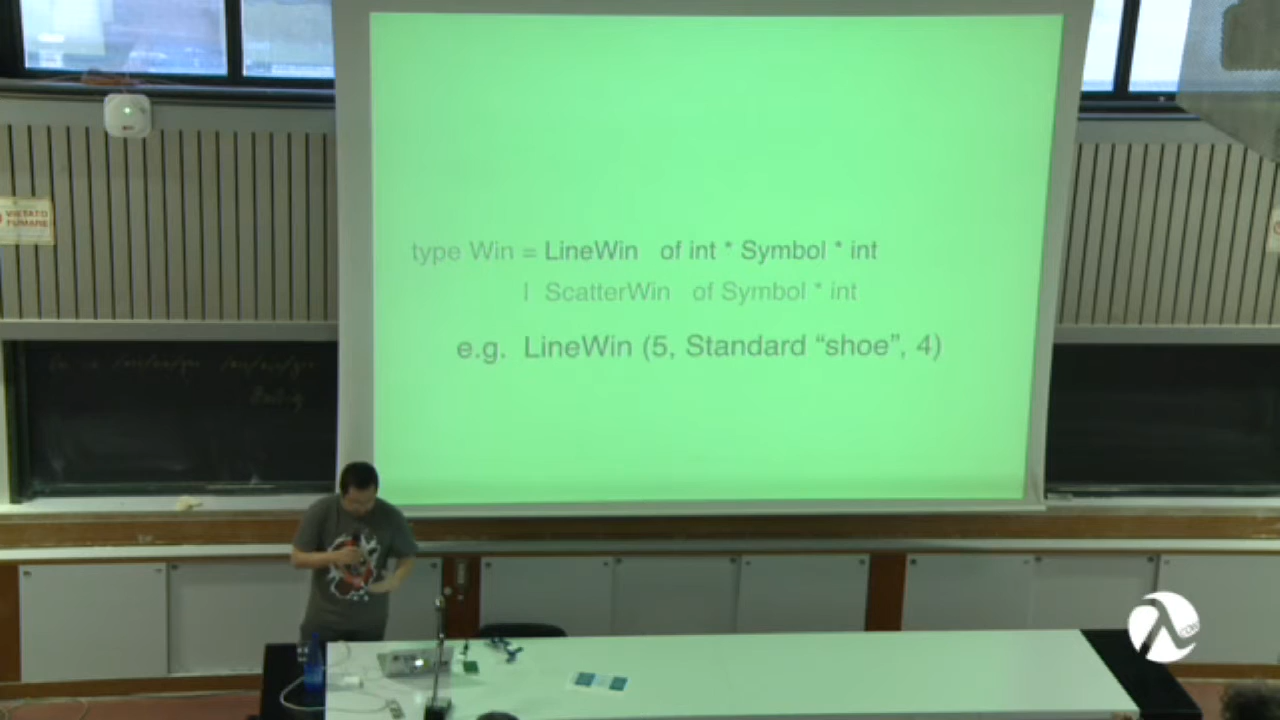 type Win = LineWin of int * Symbol * int
| ScatterWin of Symbol * int
e.g. LineWin (5, Standard “shoe”, 4)
VIETATO
FUMARE